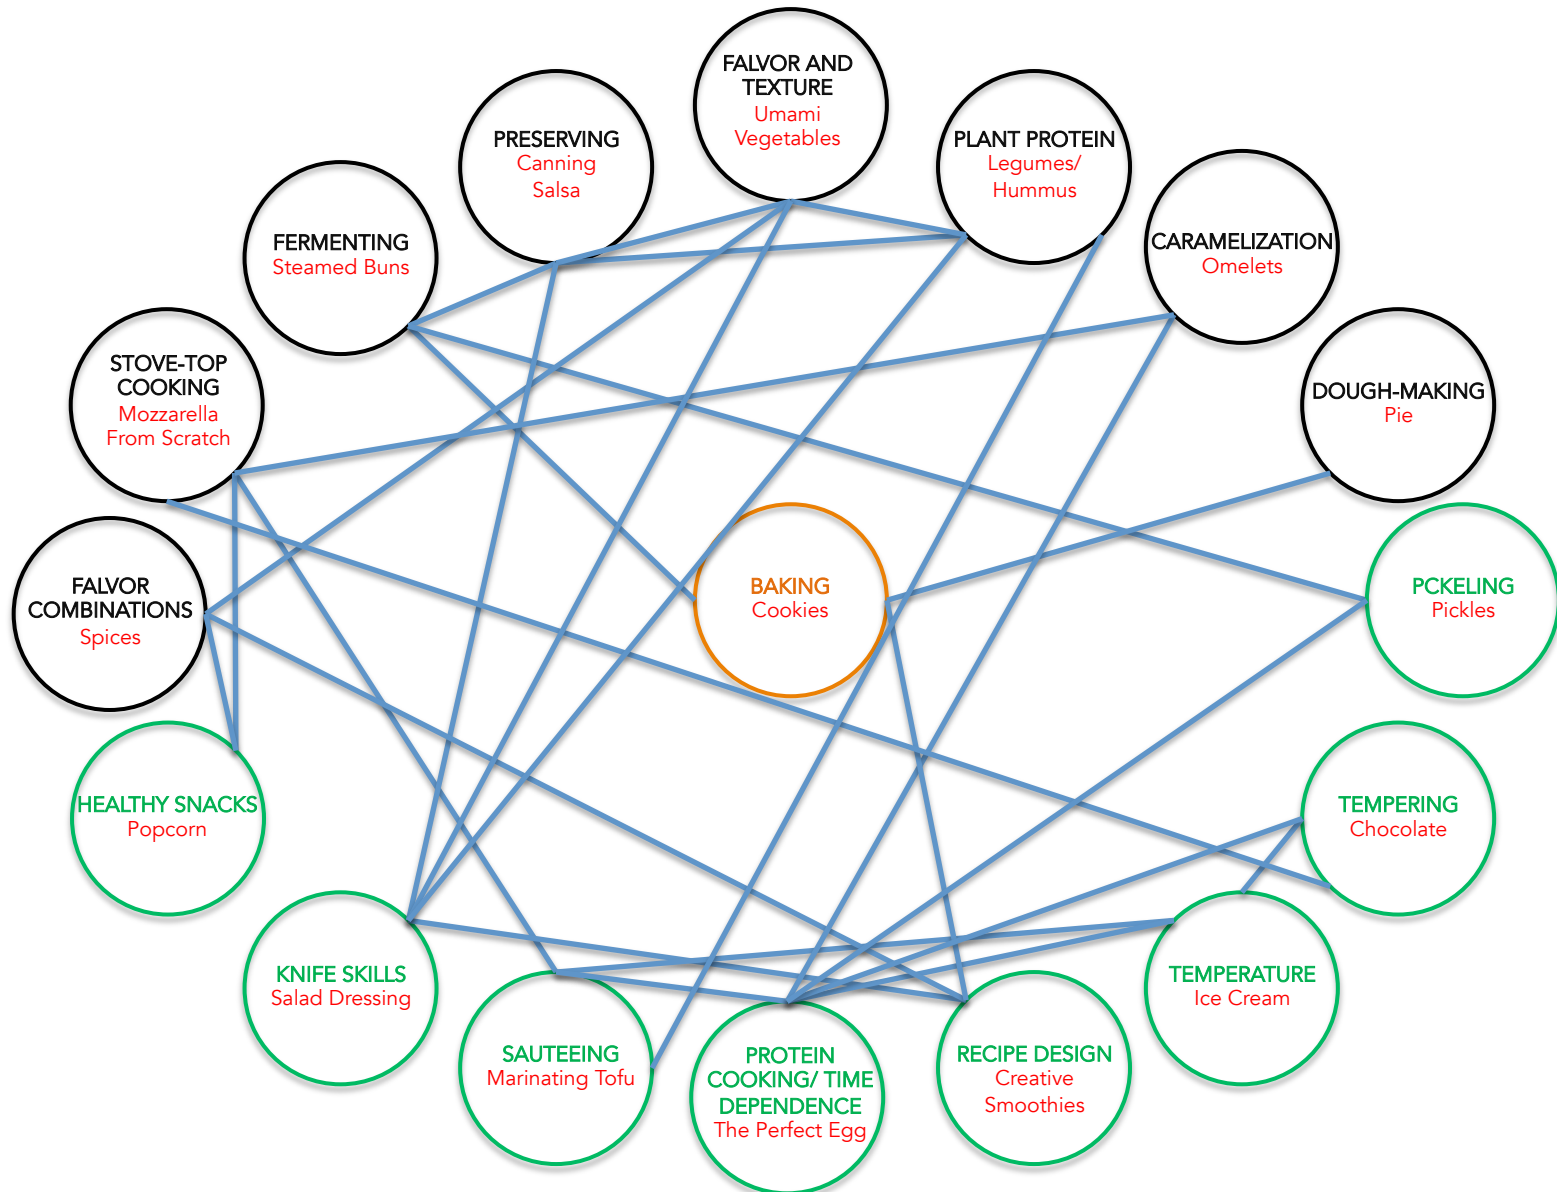 FALVOR AND
TEXTURE
Umami
Vegetables
PRESERVING
Canning
Salsa
PLANT PROTEIN
Legumes/
Hummus
FERMENTING
Steamed Buns
CARAMELIZATION
Omelets
STOVE-TOP
COOKING
Mozzarella
From Scratch
DOUGH-MAKING
Pie
FALVOR
COMBINATIONS
Spices
BAKING
Cookies
PCKELING
Pickles
HEALTHY SNACKS
Popcorn
TEMPERING
Chocolate
KNIFE SKILLS
Salad Dressing
TEMPERATURE
Ice Cream
SAUTEEING
Marinating Tofu
PROTEIN
COOKING/ TIME
DEPENDENCE
The Perfect Egg
RECIPE DESIGN
Creative
Smoothies